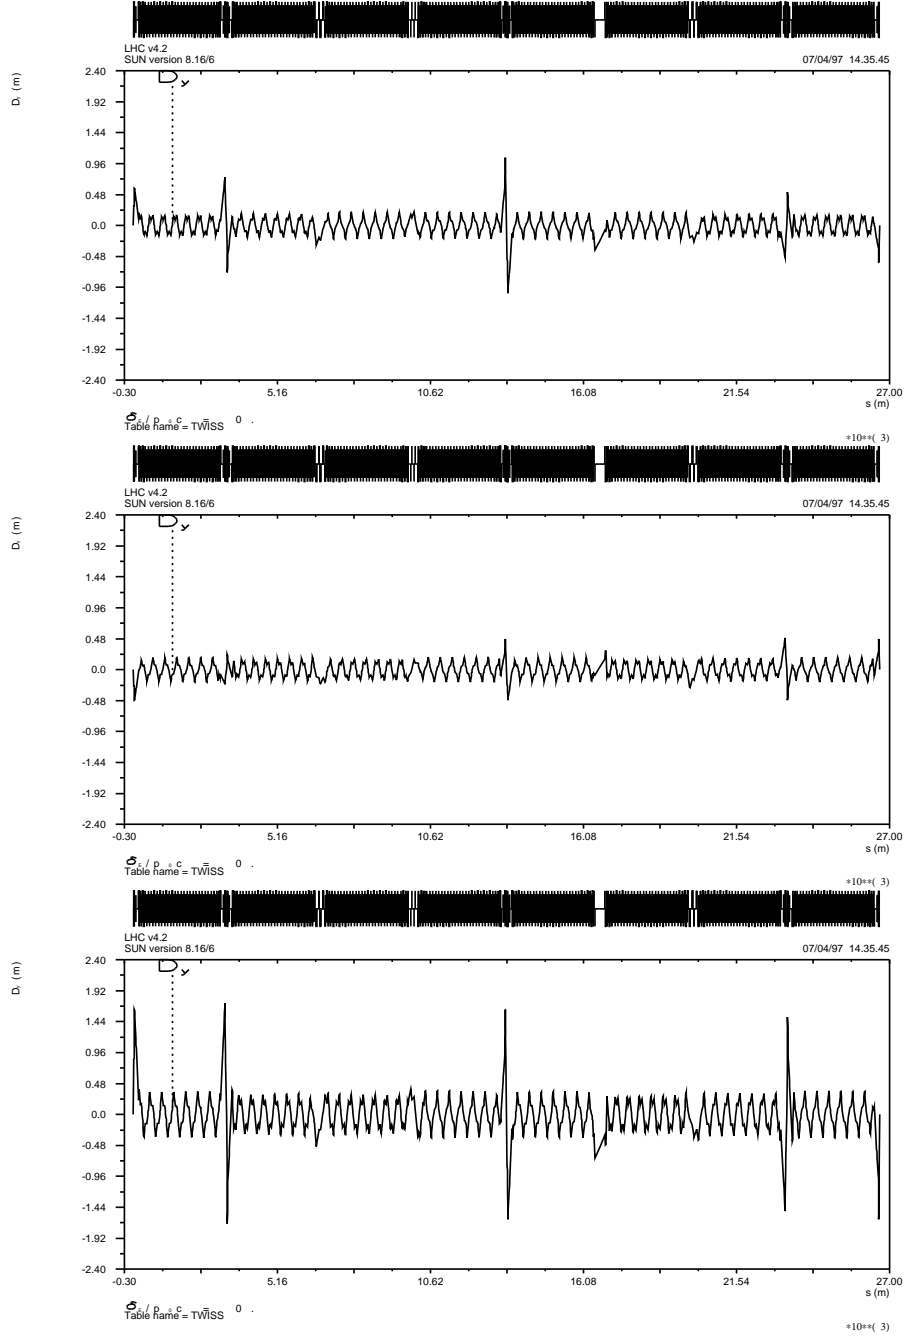 LHC v4.2
SUN version 8.16/6 07/04/97 14.35.45
D (m)
2.40
D y
1.92
1.44
0.96
0.48
0.0
-0.48
-0.96
-1.44
-1.92
-2.40
-0.30 5.16 10.62 16.08 21.54 27.00
s (m)
/ p c = 0 .
Table name = TWISS
*10**( 3)
LHC v4.2
SUN version 8.16/6 07/04/97 14.35.45
D (m)
2.40
D y
1.92
1.44
0.96
0.48
0.0
-0.48
-0.96
-1.44
-1.92
-2.40
-0.30 5.16 10.62 16.08 21.54 27.00
s (m)
/ p c = 0 .
Table name = TWISS
*10**( 3)
LHC v4.2
SUN version 8.16/6 07/04/97 14.35.45
D (m)
2.40
D y
1.92
1.44
0.96
0.48
0.0
-0.48
-0.96
-1.44
-1.92
-2.40
-0.30 5.16 10.62 16.08 21.54 27.00
s (m)
/ p c = 0 .
Table name = TWISS
*10**( 3)